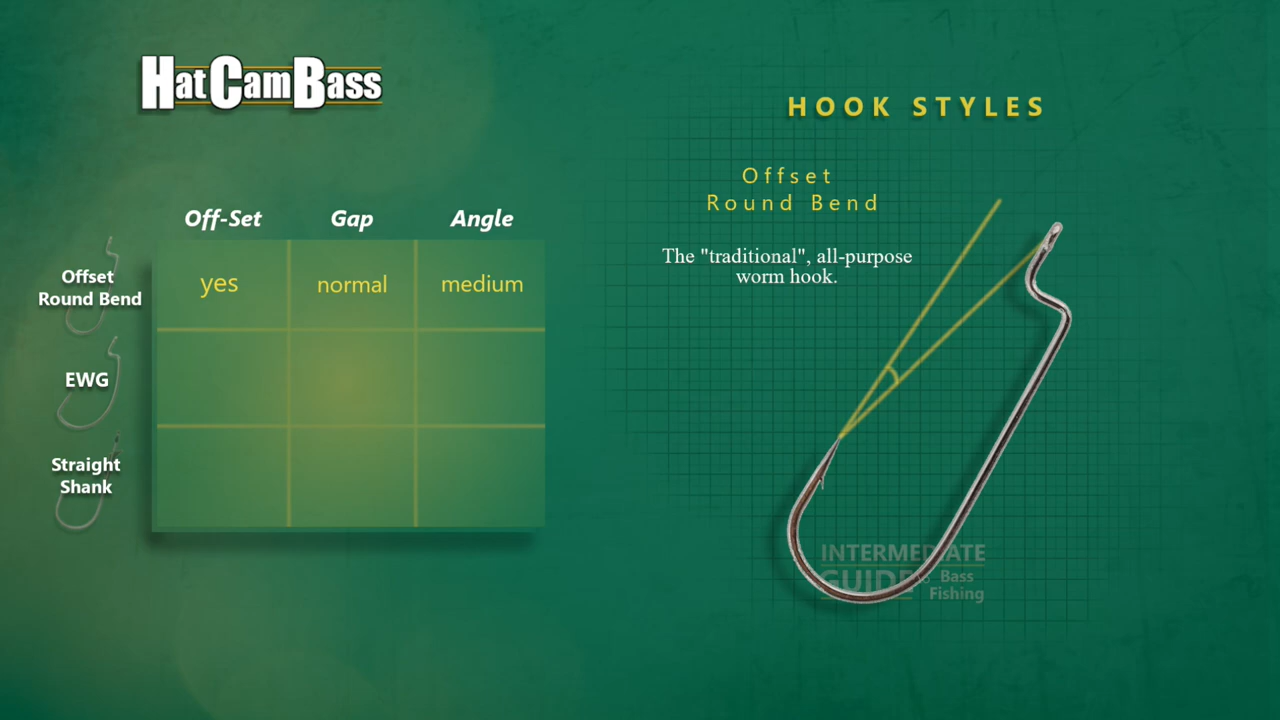 HatCamBass
HOOK STYLES
Offset
Round Bend
The "traditional", all-purpose
worm hook.
Off-Set Gap Angle
Offset
Round Bend
yes normal medium
EWG
Straight
Shank
INTERMEDIATE
GUIDE to Bass
Fishing